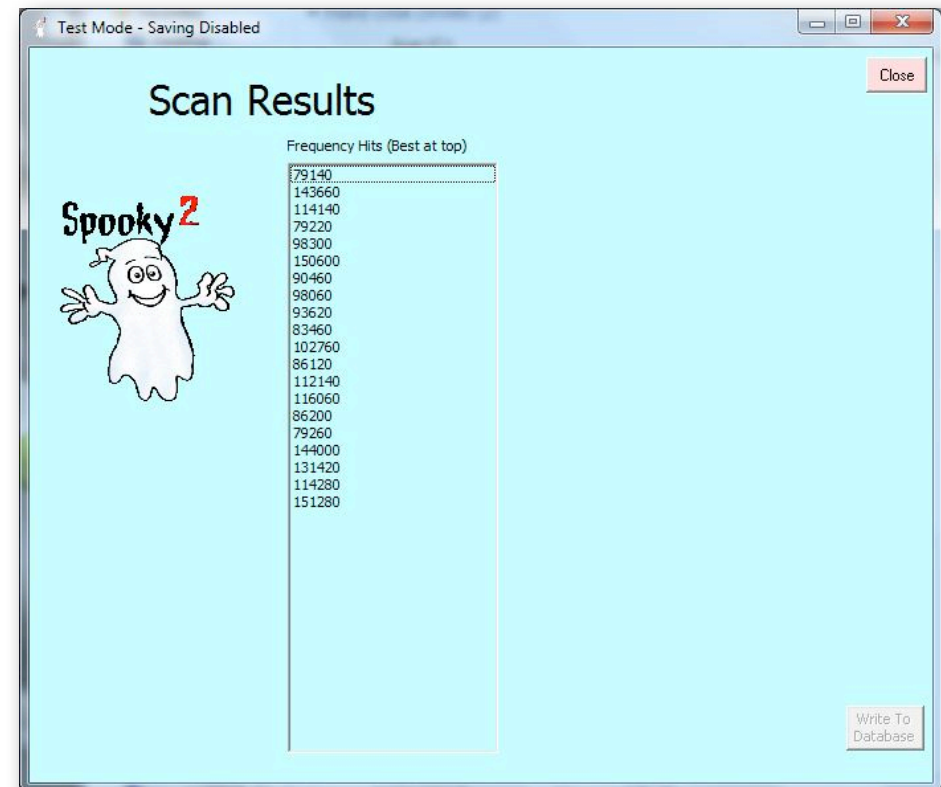 Test Mode - Saving Disabled
Close
Scan Results
Frequency Hits (Best at top)
79140
143660
114140
79220
98300
150600
90460
98060
93620
83460
102760
86120
112140
116060
86200
79260
144000
131420
114280
151280
Spooky2
Write To
Database